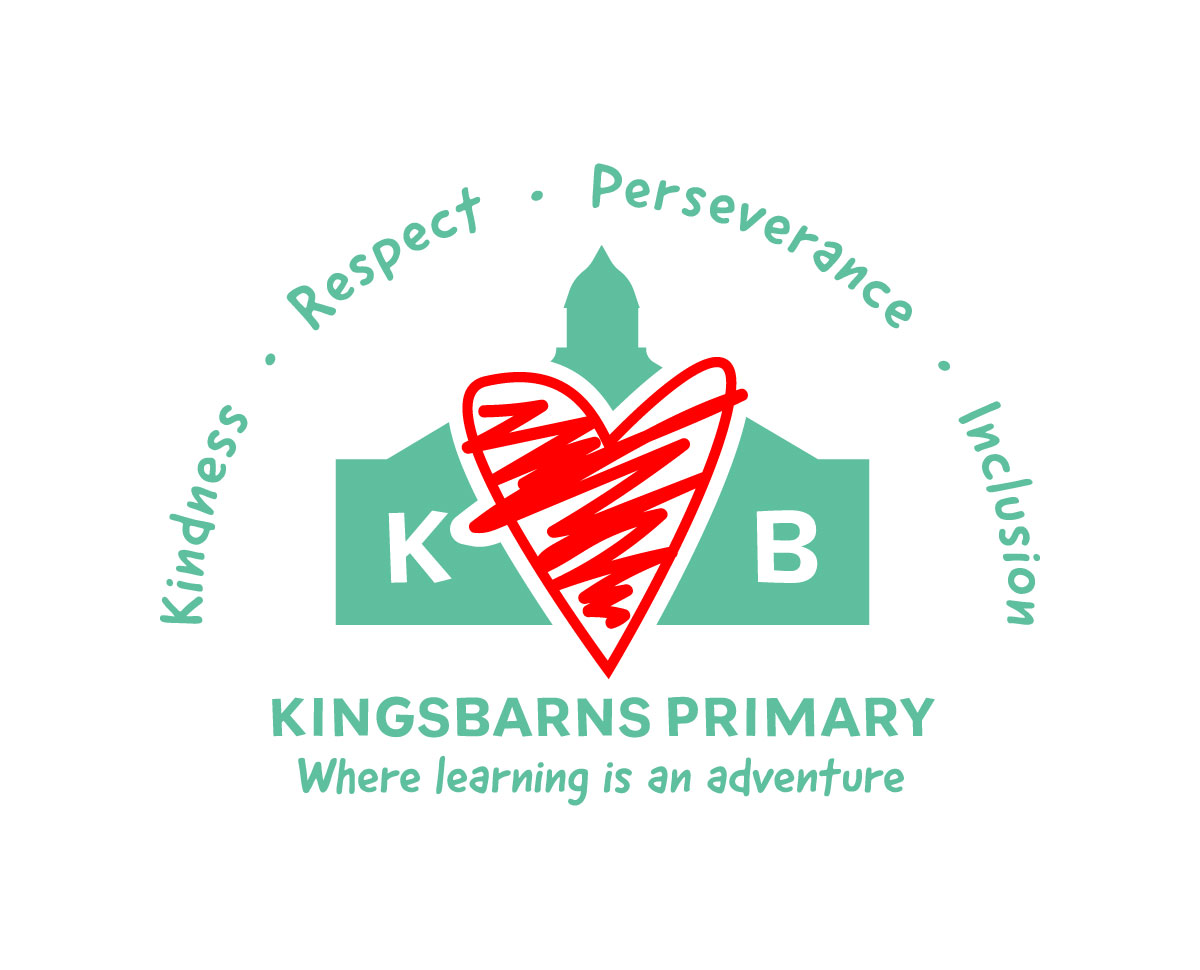 Kindness · Respect · Perseverance · Inclusion
K B
KINGSBARNS PRIMARY
Where learning is an adventure